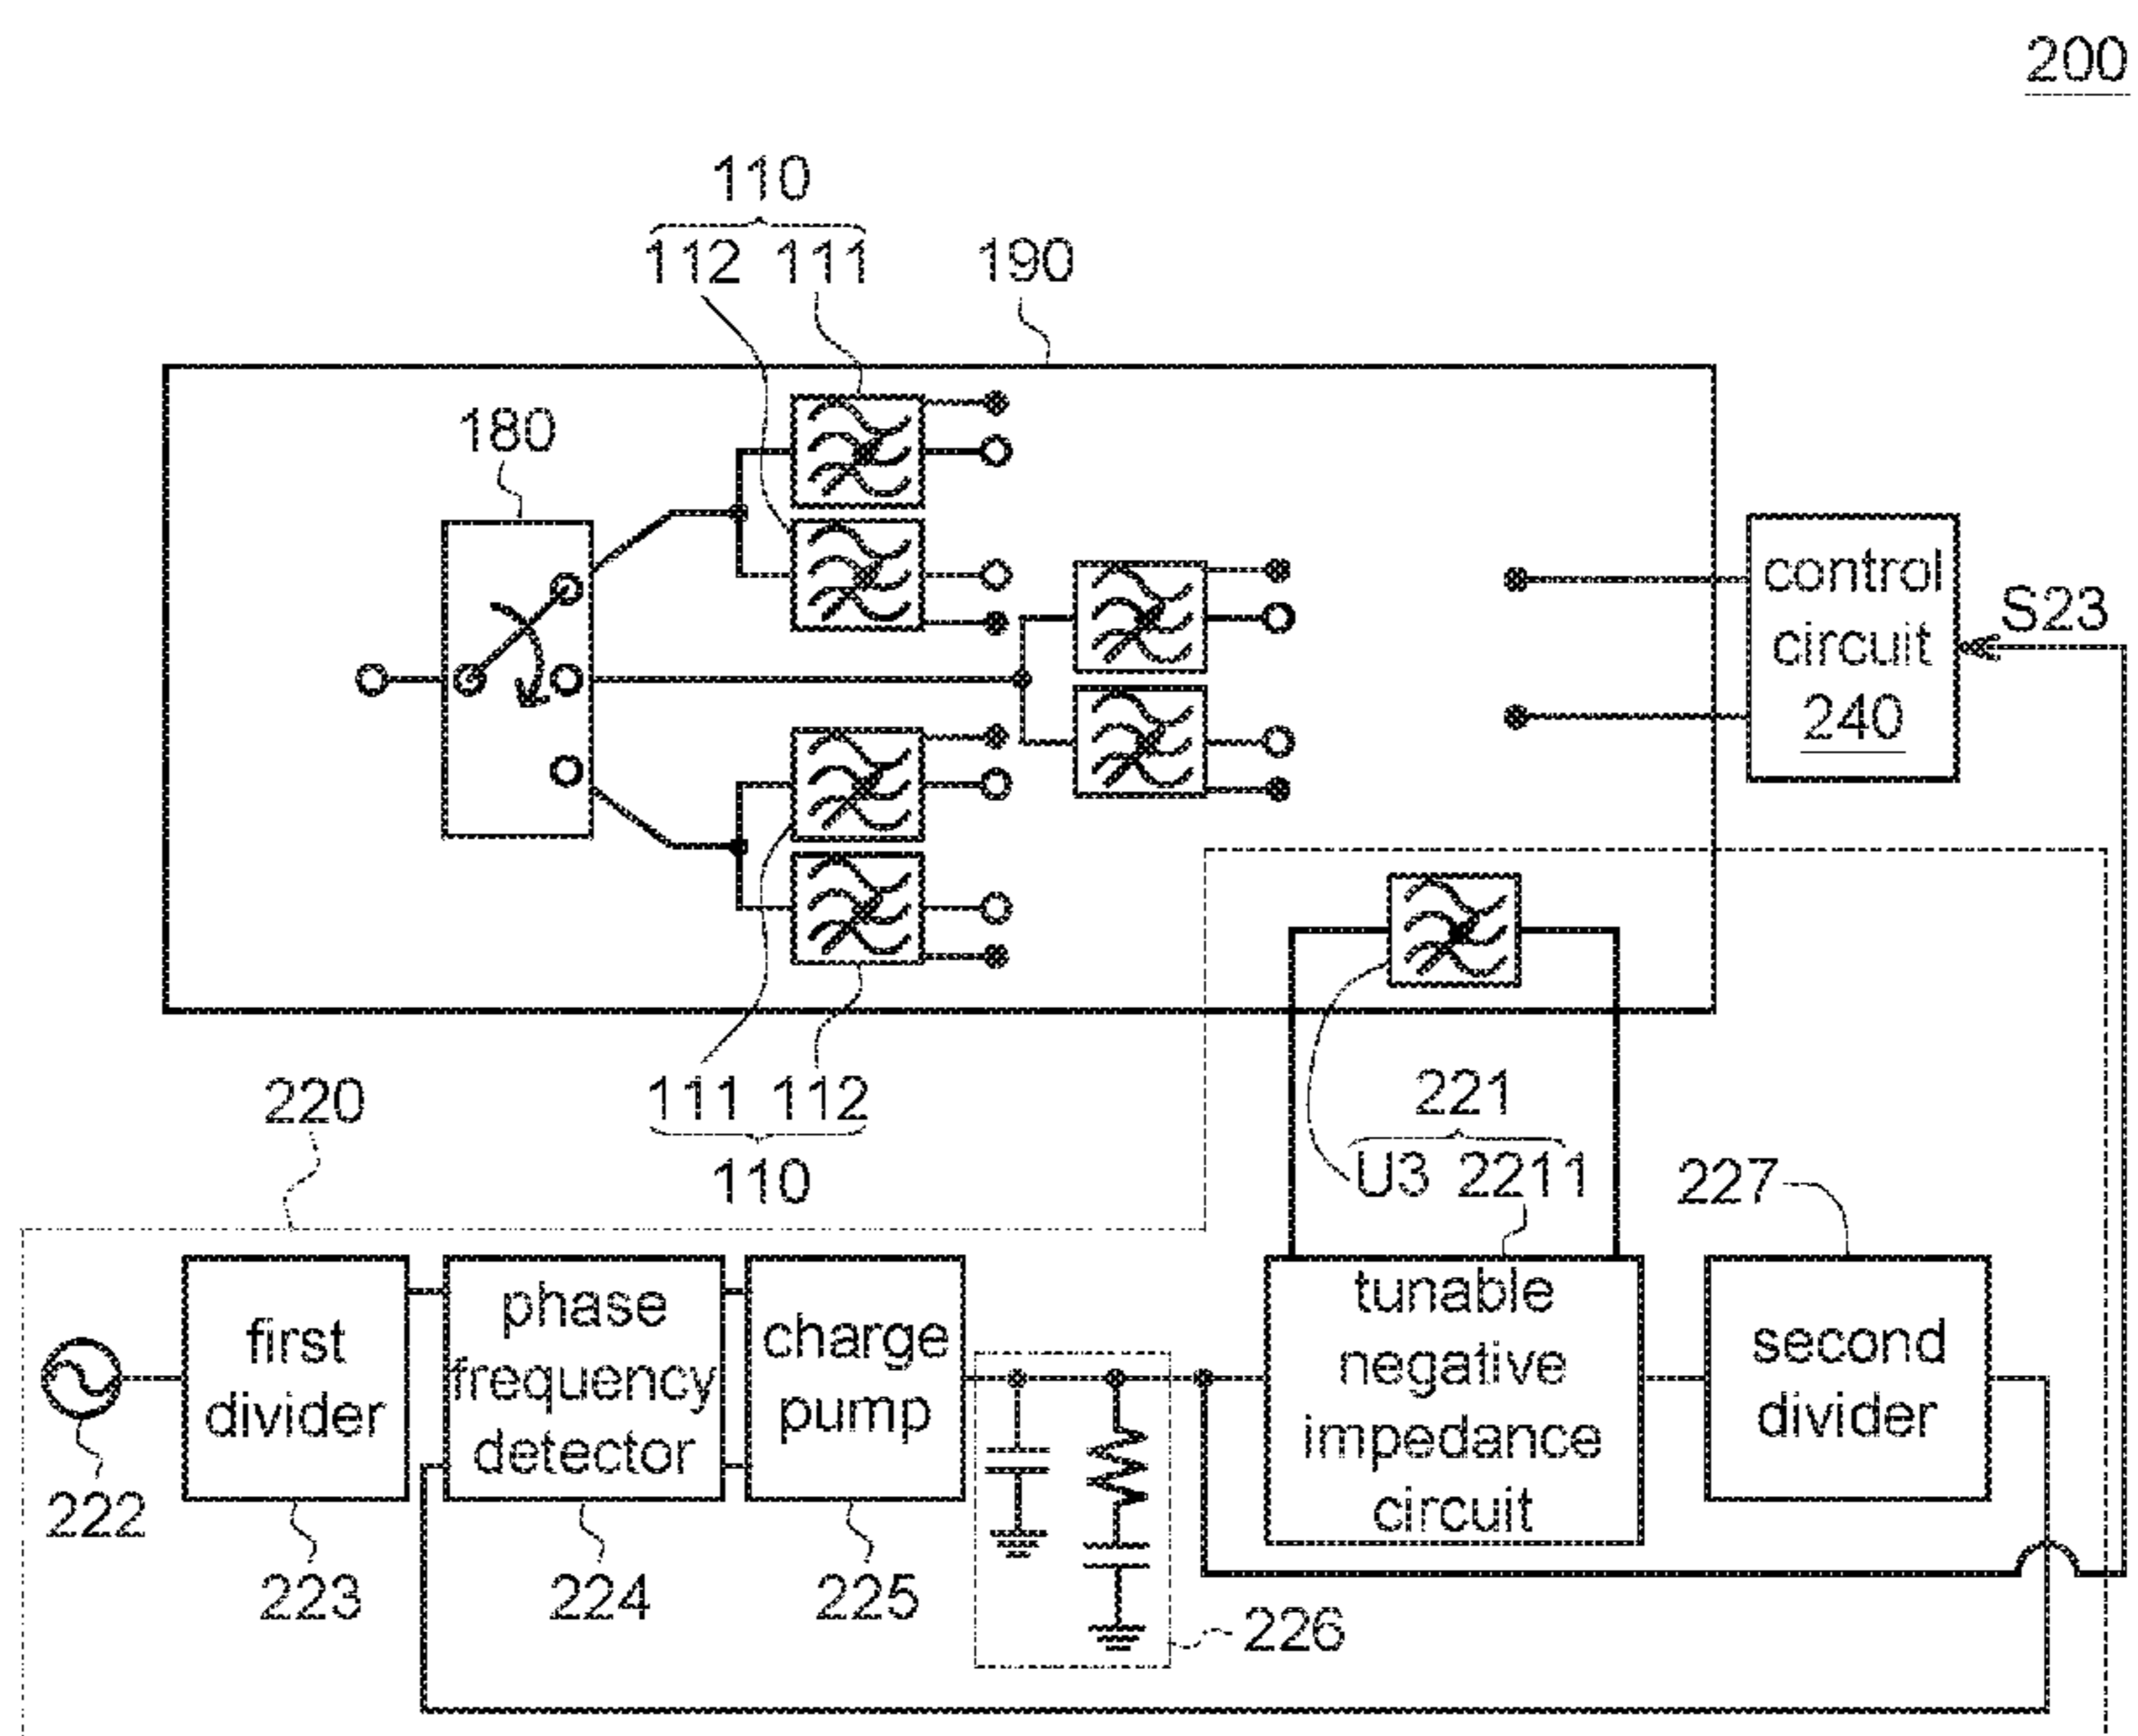 200
110
112 111
190
180
control
circuit
240
S23
111 112
110
220
221
U3 2211
227
first
divider
phase
frequency
detector
charge
pump
tunable
negative
impedance
circuit
second
divider
222
223
224
225
226